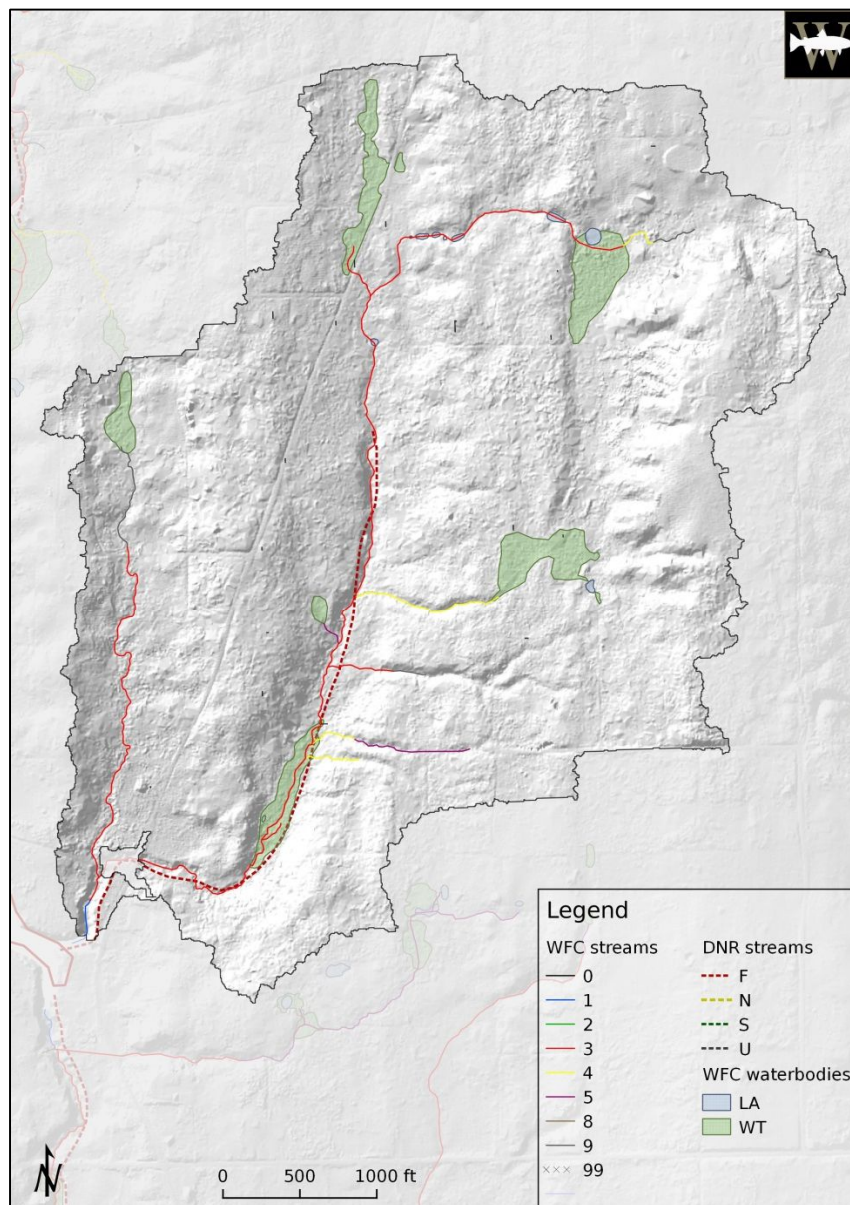 W
Legend
WFC streams
0
1
2
3
4
5
8
9
99
DNR streams
F
N
S
U
WFC waterbodies
LA
WT
N
0 500 1000 ft